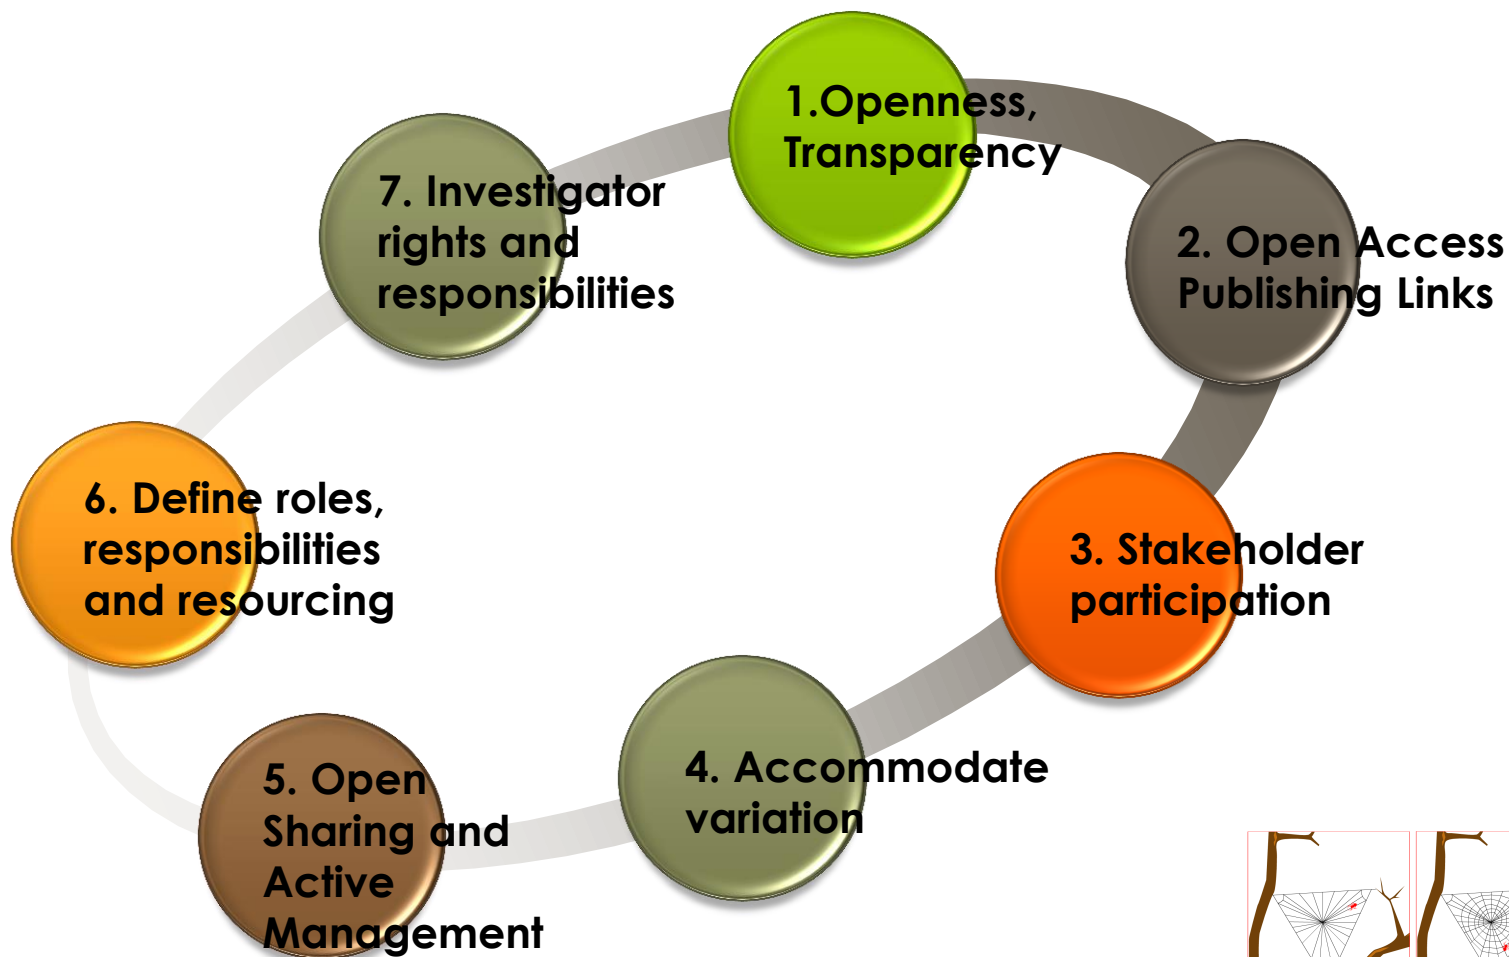 1.Openness,
Transparency
2. Open Access
Publishing Links
3. Stakeholder
participation
4. Accommodate
variation
5. Open
Sharing and
Active
Management
6. Define roles,
responsibilities
and resourcing
7. Investigator
rights and
responsibilities